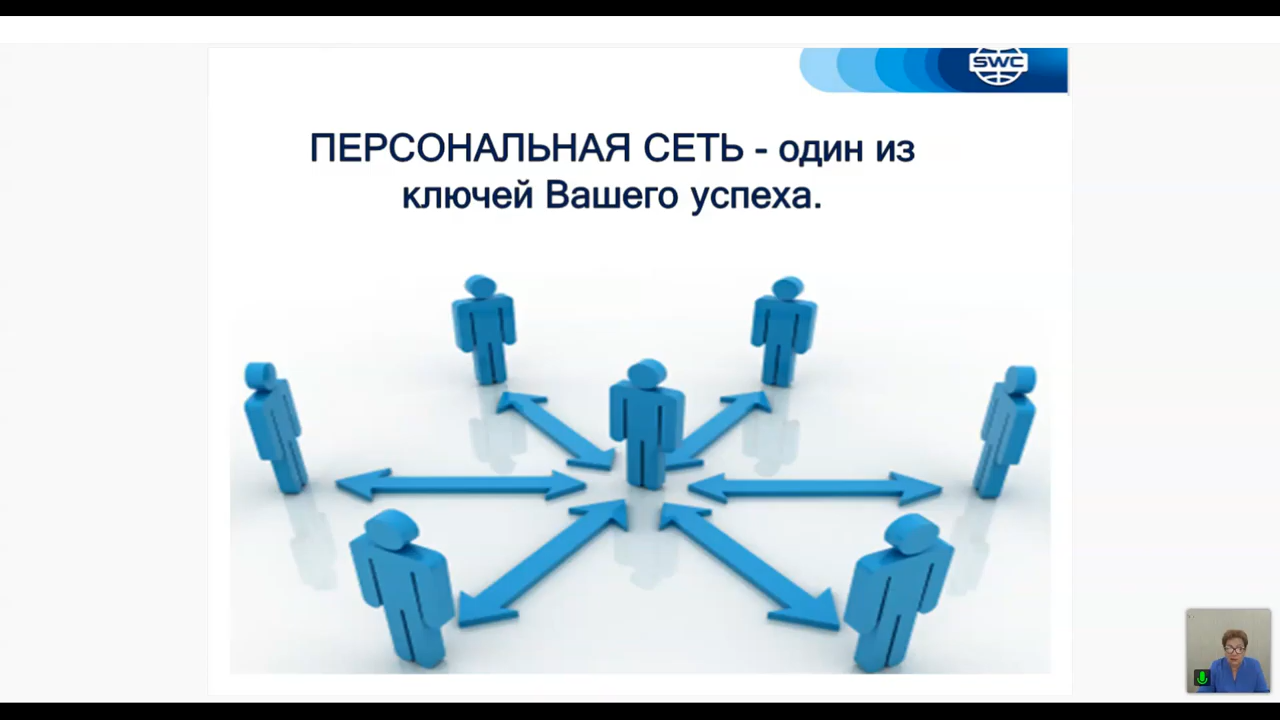 SWC
ПЕРСОНАЛЬНАЯ СЕТЬ - один из
ключей Вашего успеха.